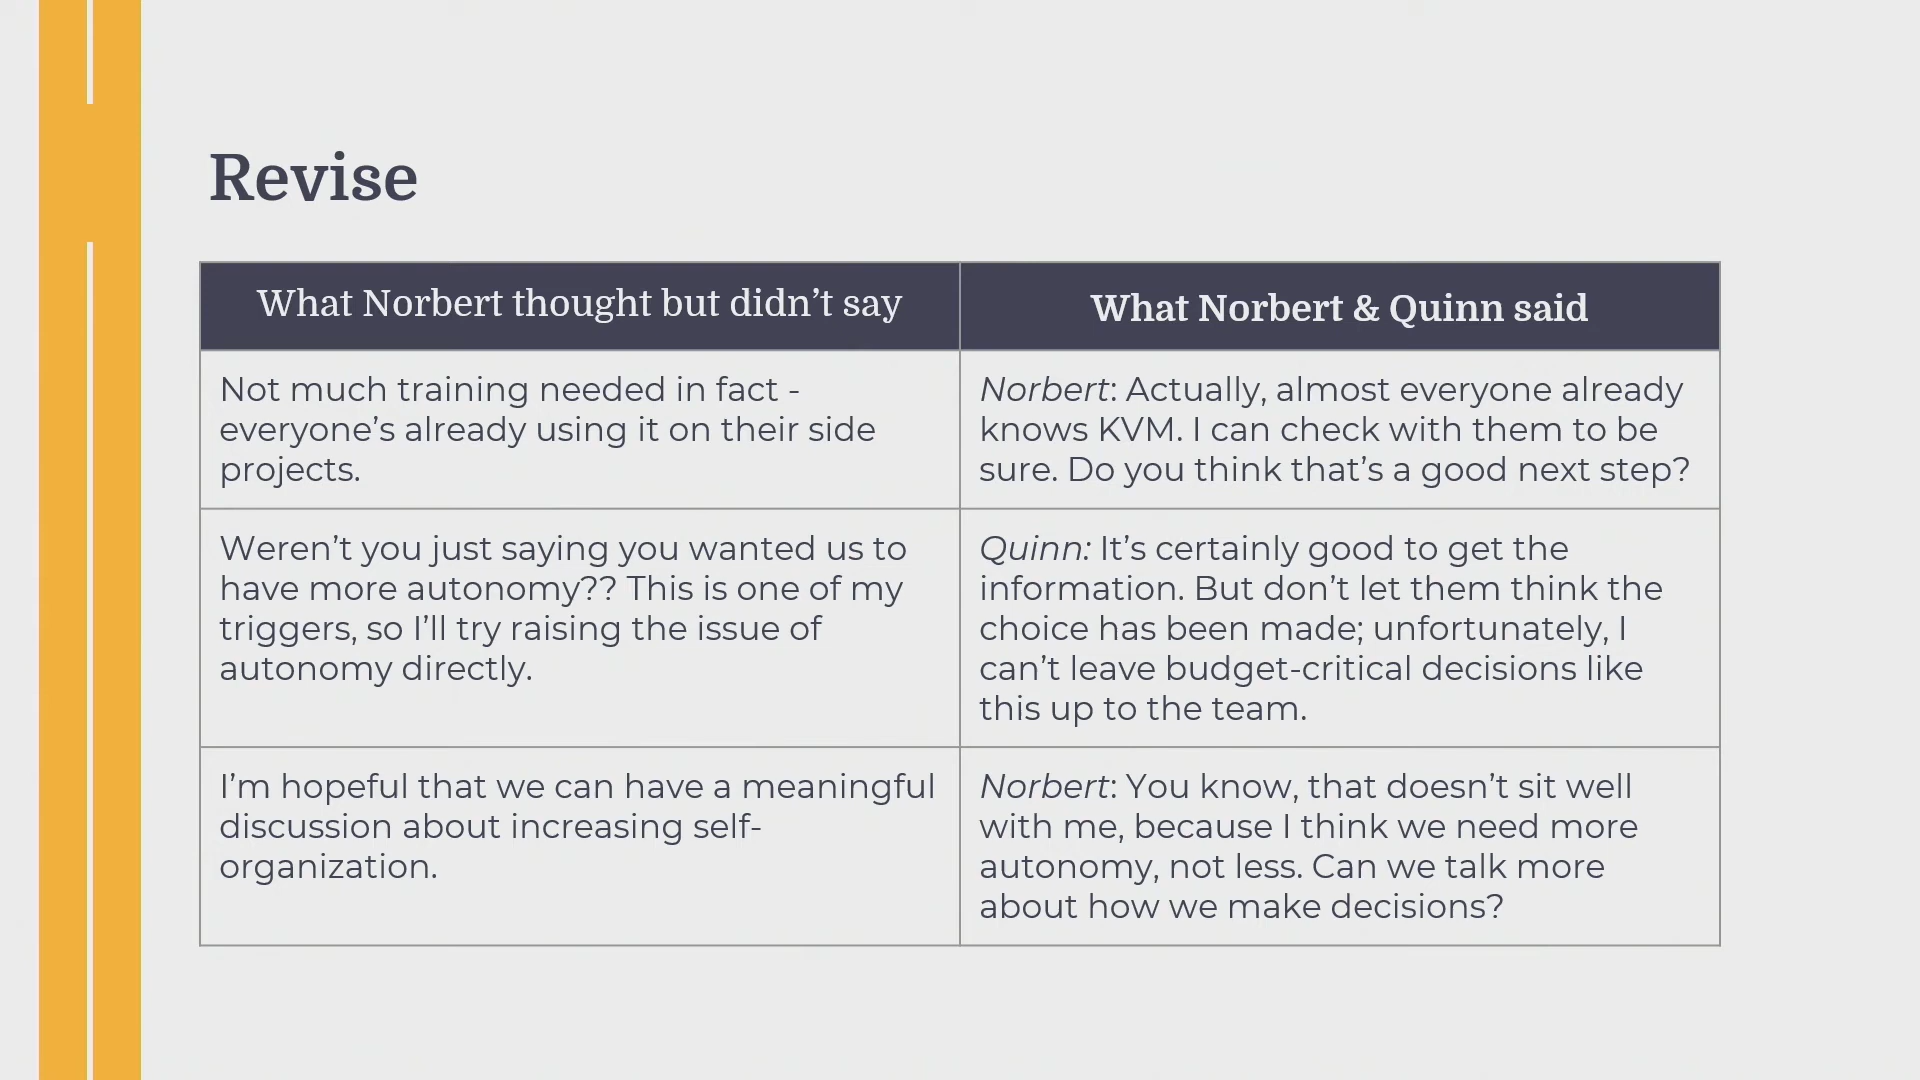 Revise
What Norbert thought but didn’t say
What Norbert & Quinn said
Not much training needed in fact -
everyone’s already using it on their side
projects.
Norbert: Actually, almost everyone already
knows KVM. I can check with them to be
sure. Do you think that’s a good next step?
Weren’t you just saying you wanted us to
have more autonomy?? This is one of my
triggers, so I’ll try raising the issue of
autonomy directly.
Quinn: It’s certainly good to get the
information. But don’t let them think the
choice has been made; unfortunately, I
can’t leave budget-critical decisions like
this up to the team.
I’m hopeful that we can have a meaningful
discussion about increasing self-
organization.
Norbert: You know, that doesn’t sit well
with me, because I think we need more
autonomy, not less. Can we talk more
about how we make decisions?